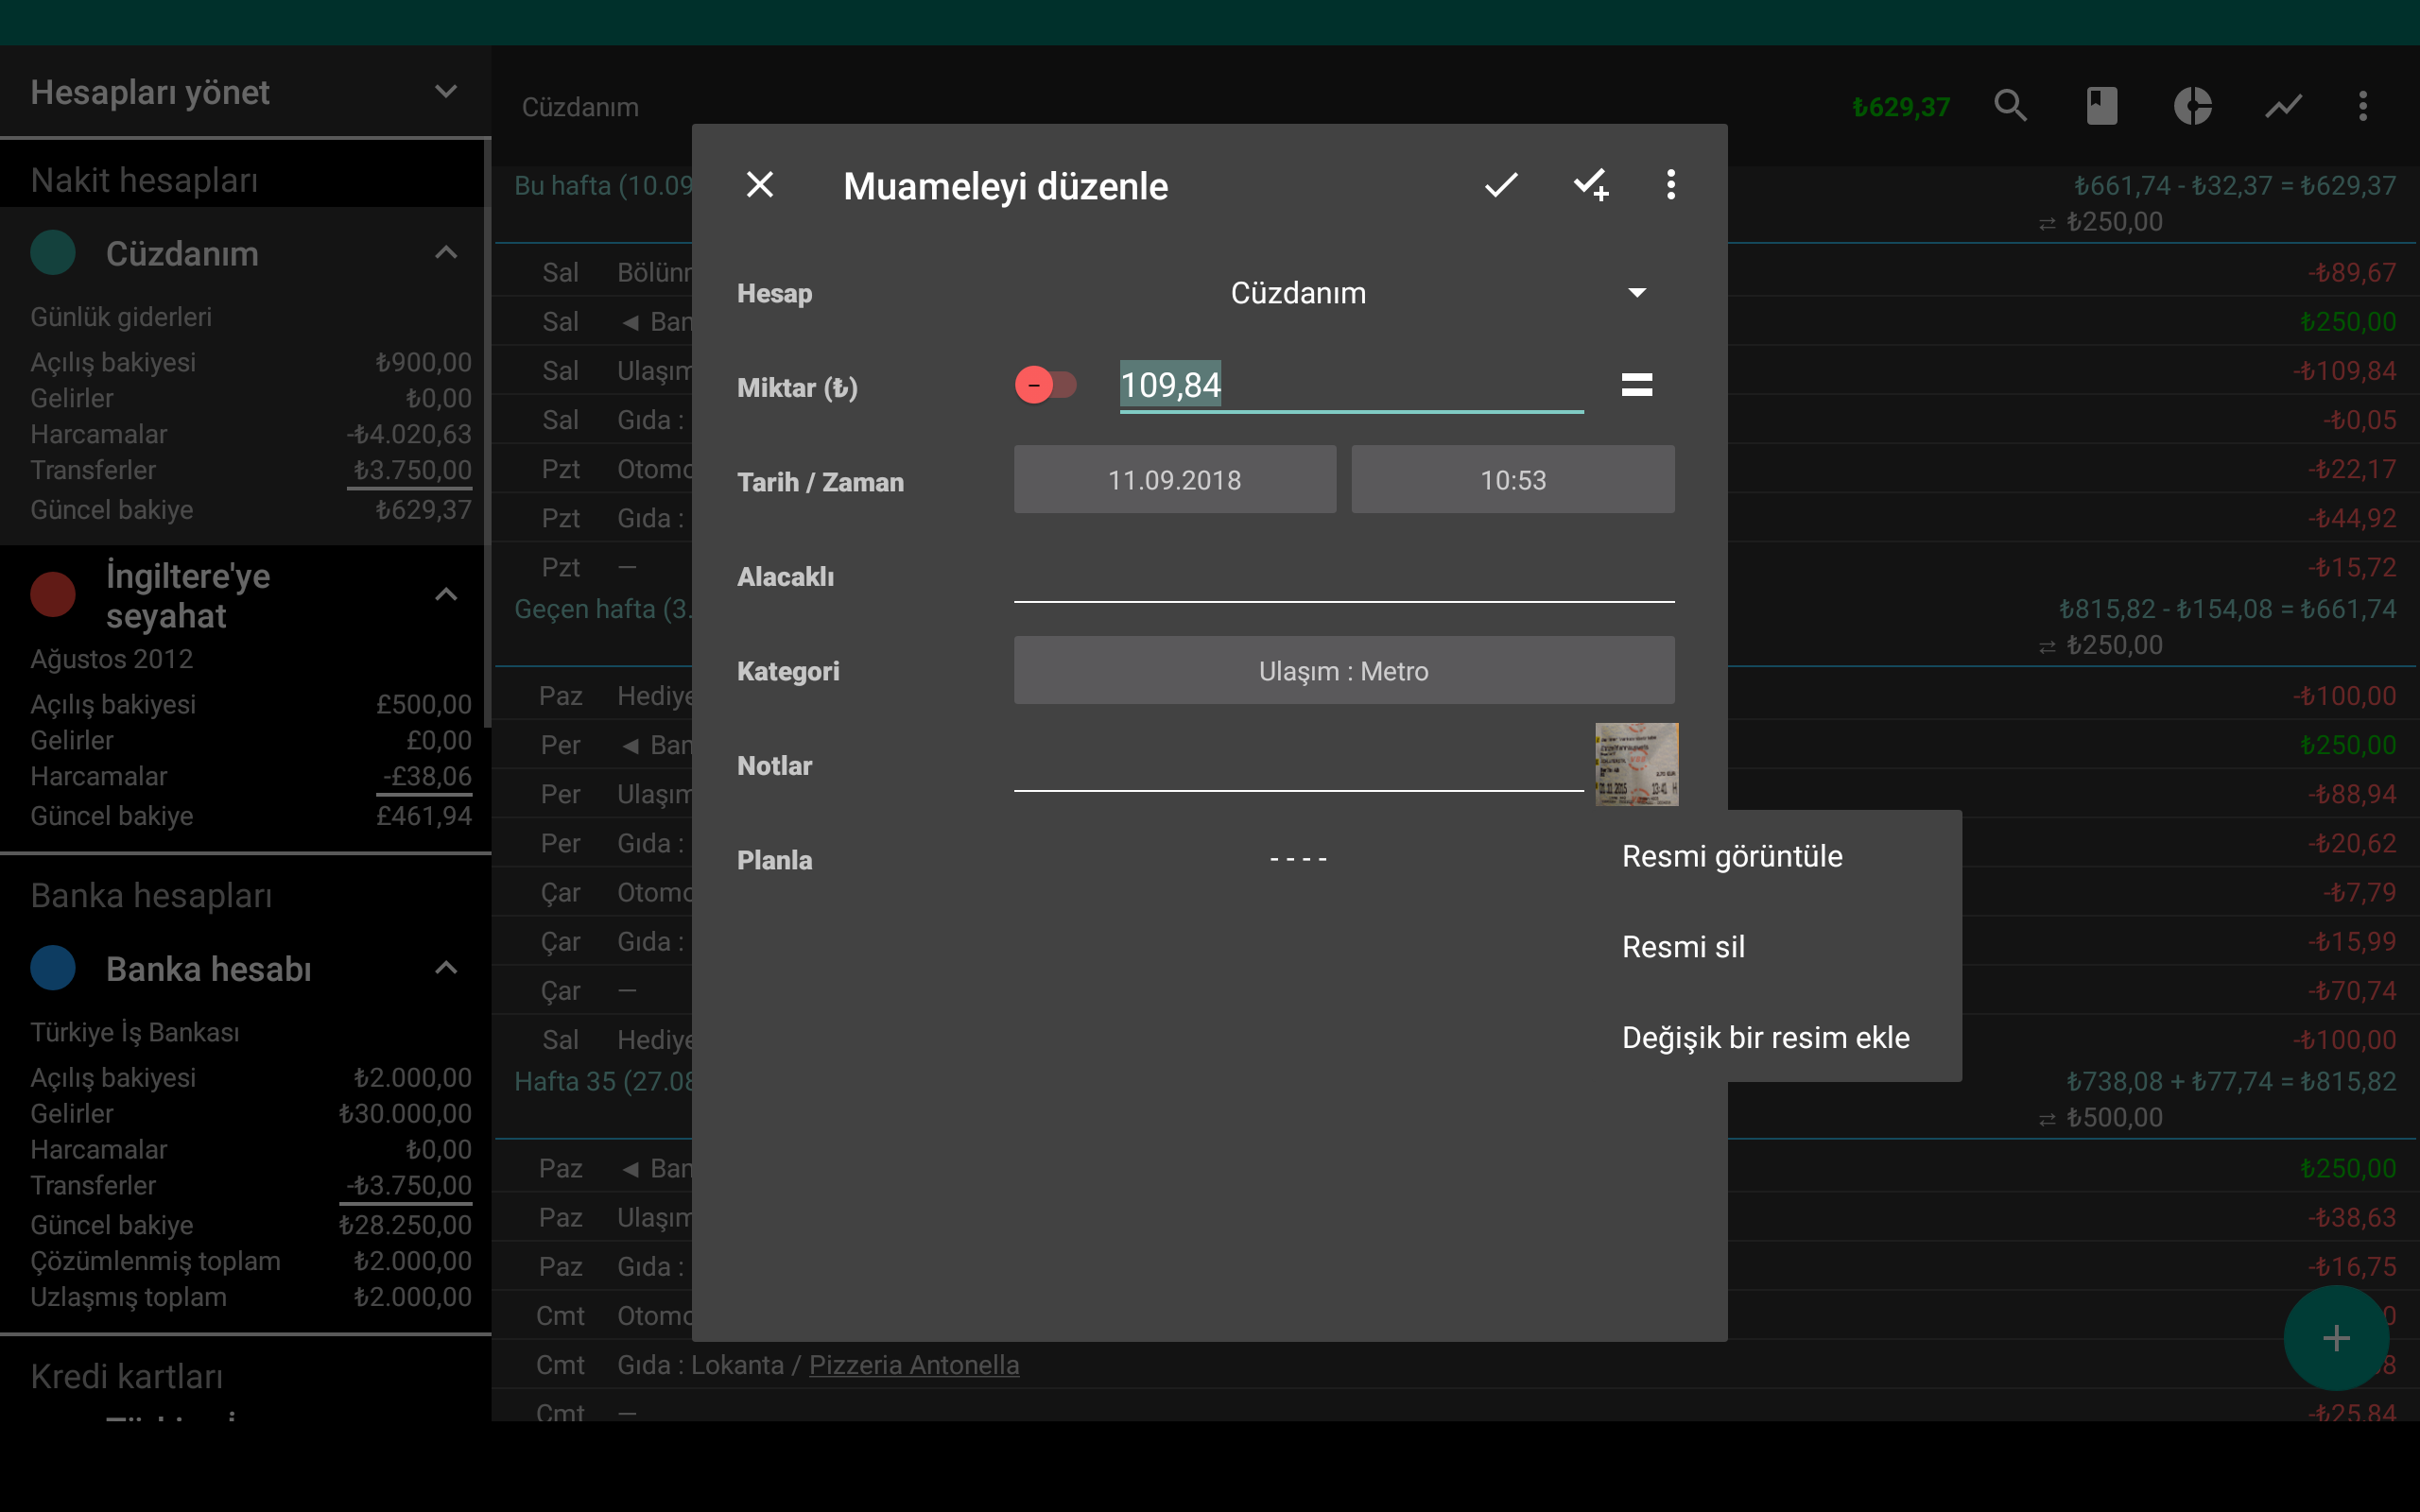 Hesapları yönet
Nakit hesapları
Cüzdanım
Günlük giderleri
Açılış bakiyesi ₺900,00
Gelirler ₺0,00
Harcamalar -₺4.020,63
Transferler ₺3.750,00
Güncel bakiye ₺629,37
İngiltere'ye
seyahat
Ağustos 2012
Açılış bakiyesi £500,00
Gelirler £0,00
Harcamalar -£38,06
Güncel bakiye £461,94
Banka hesapları
Banka hesabı
Türkiye İş Bankası
Açılış bakiyesi ₺2.000,00
Gelirler ₺30.000,00
Harcamalar ₺0,00
Transferler -₺3.750,00
Güncel bakiye ₺28.250,00
Çözümlenmiş toplam ₺2.000,00
Uzlaşmış toplam ₺2.000,00
Kredi kartları
Cüzdanım ₺629,37
Bu hafta (10.09 ₺661,74 - ₺32,37 = ₺629,37
⇄ ₺250,00
Sal -₺89,67
Sal ◄ Ban ₺250,00
Sal Ulaşım -₺109,84
Sal Gıda : -₺0,05
Pzt Otomo -₺22,17
Pzt Gıda : -₺44,92
Pzt — -₺15,72
Geçen hafta (3. ₺815,82 - ₺154,08 = ₺661,74
⇄ ₺250,00
Paz Hediye -₺100,00
Per ◄ Ban ₺250,00
Per Ulaşım -₺88,94
Per Gıda : -₺20,62
Çar Otomo -₺7,79
Çar Gıda : -₺15,99
Çar — -₺70,74
Sal Hediye -₺100,00
Hafta 35 (27.08 ₺738,08 + ₺77,74 = ₺815,82
⇄ ₺500,00
Paz ◄ Ban ₺250,00
Paz Ulaşım -₺38,63
Paz Gıda : -₺16,75
Cmt Otomo
Cmt Gıda : Lokanta / Pizzeria Antonella
Cmt — -₺25,84
Muameleyi düzenle
Hesap Cüzdanım
Miktar (₺) 109,84
Tarih / Zaman 11.09.2018 10:53
Alacaklı
Kategori Ulaşım : Metro
Notlar
Planla - - - -
Resmi görüntüle
Resmi sil
Değişik bir resim ekle